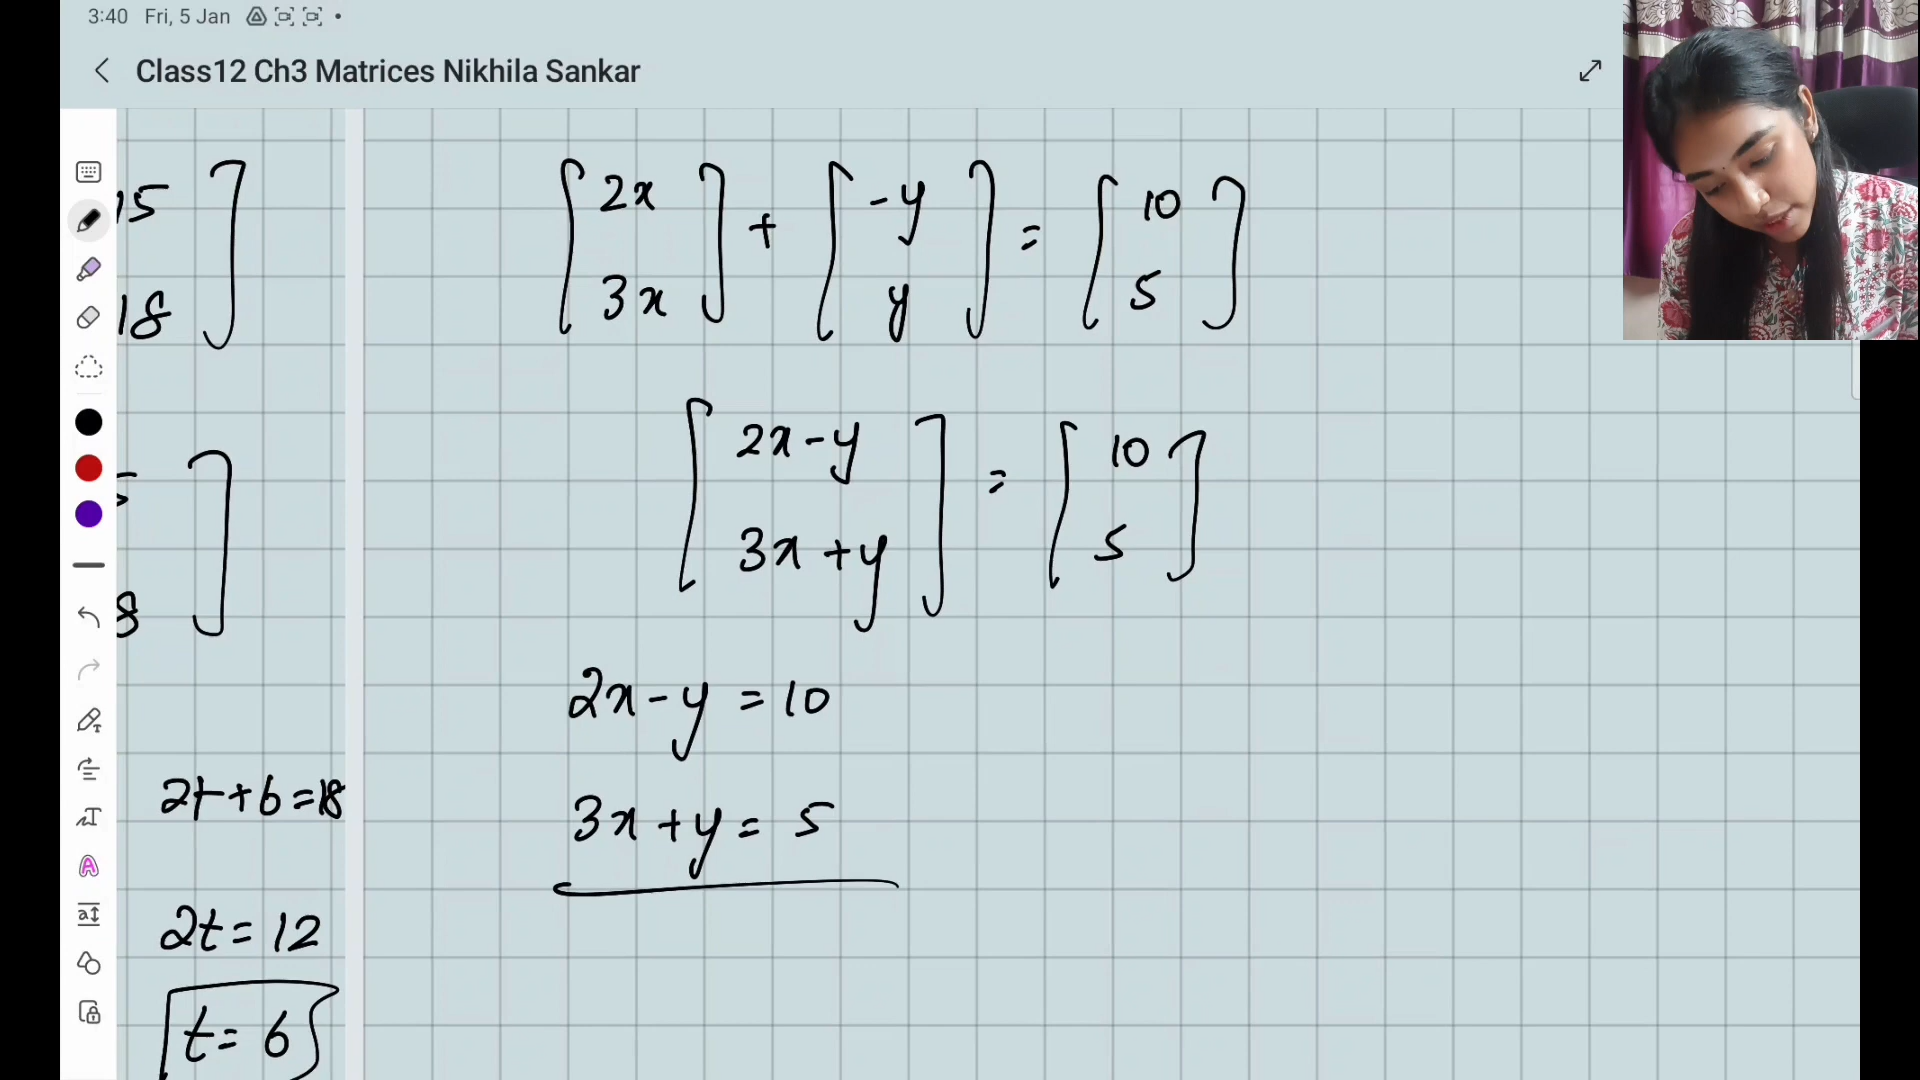 3:40 Fri, 5 Jan
Class12 Ch3 Matrices Nikhila Sankar
15
18
8
2t+6=18
2t= 12
t= 6
[2x 3x] + [-y y] = [10 5]
[2x-y 3x+y] = [10 5]
2x-y = 10
3x+y= 5